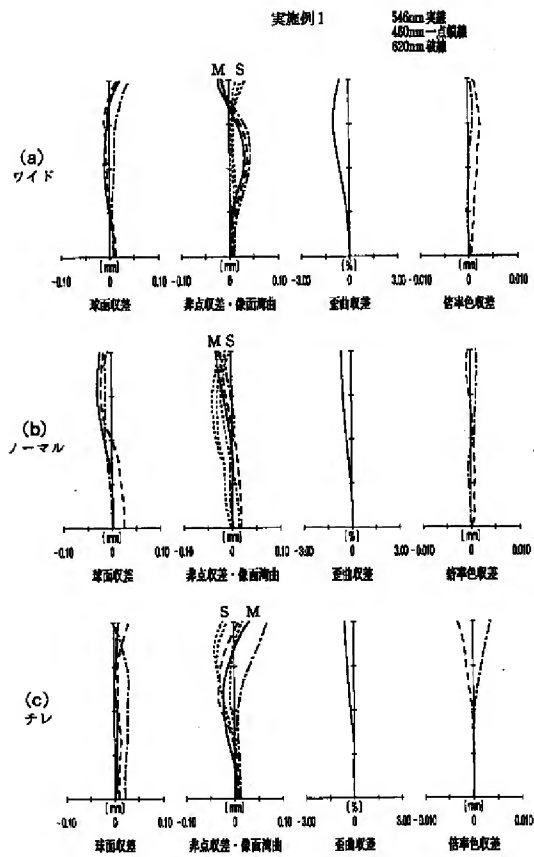 実施例1
546nm 実線
460nm 一点鎖線
620nm 破線
M S
(a)
ワイド
[mm] [mm] [%] [mm]
-0.10 0 0.10 -0.10 0 0.10 -3.00 0 3.00 -0.010 0 0.010
球面収差 非点収差・像面湾曲 歪曲収差 倍率色収差
M S
(b)
ノーマル
[mm] [mm] [%] [mm]
-0.10 0 0.10 -0.10 0 0.10 -3.00 0 3.00 -0.010 0 0.010
球面収差 非点収差・像面湾曲 歪曲収差 倍率色収差
S M
(c)
テレ
[mm] [mm] [%] [mm]
-0.10 0 0.10 -0.10 0 0.10 -3.00 0 3.00 -0.010 0 0.010
球面収差 非点収差・像面湾曲 歪曲収差 倍率色収差